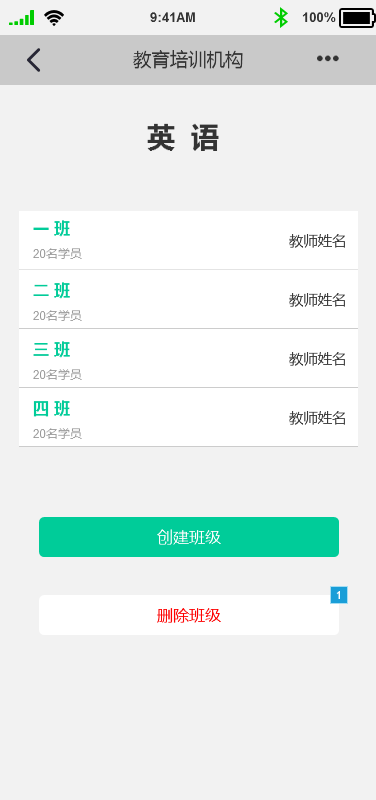 9:41AM 100%
教育培训机构
英 语
一 班
20名学员
教师姓名
二 班
20名学员
教师姓名
三 班
20名学员
教师姓名
四 班
20名学员
教师姓名
创建班级
1
删除班级